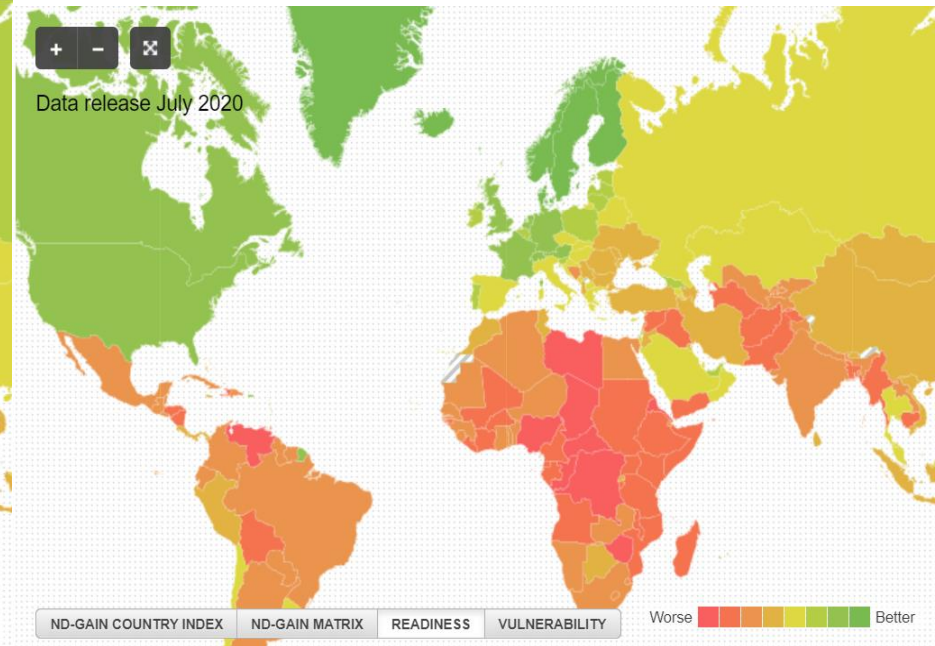 + −
Data release July 2020
ND-GAIN COUNTRY INDEX
ND-GAIN MATRIX
READINESS
VULNERABILITY
Worse
Better